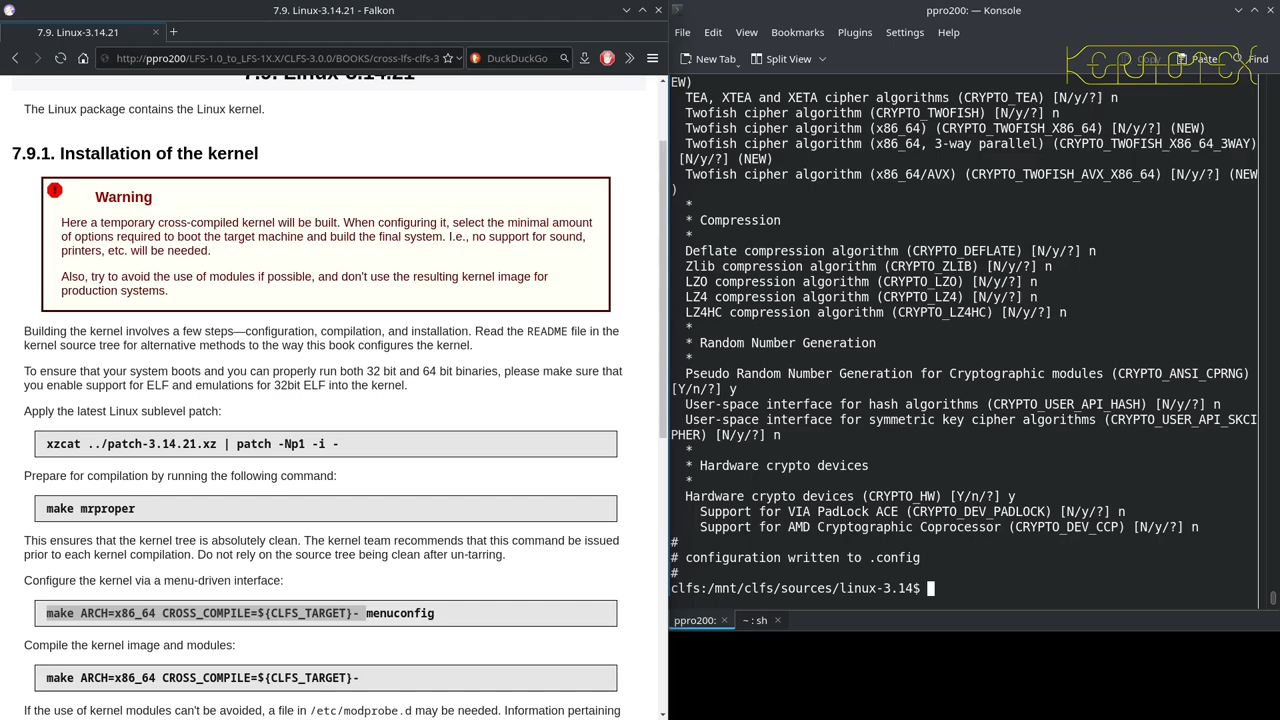 7.9. Linux-3.14.21 - Falkon
7.9. Linux-3.14.21
http://ppro200/LFS-1.0_to_LFS-1X.X/CLFS-3.0.0/BOOKS/cross-lfs-clfs-3
DuckDuckGo
7.9. Linux-3.14.21
The Linux package contains the Linux kernel.
7.9.1. Installation of the kernel
Warning
Here a temporary cross-compiled kernel will be built. When configuring it, select the minimal amount
of options required to boot the target machine and build the final system. I.e., no support for sound,
printers, etc. will be needed.
Also, try to avoid the use of modules if possible, and don't use the resulting kernel image for
production systems.
Building the kernel involves a few steps—configuration, compilation, and installation. Read the README file in the
kernel source tree for alternative methods to the way this book configures the kernel.
To ensure that your system boots and you can properly run both 32 bit and 64 bit binaries, please make sure that
you enable support for ELF and emulations for 32bit ELF into the kernel.
Apply the latest Linux sublevel patch:
xzcat ../patch-3.14.21.xz | patch -Np1 -i -
Prepare for compilation by running the following command:
make mrproper
This ensures that the kernel tree is absolutely clean. The kernel team recommends that this command be issued
prior to each kernel compilation. Do not rely on the source tree being clean after un-tarring.
Configure the kernel via a menu-driven interface:
make ARCH=x86_64 CROSS_COMPILE=${CLFS_TARGET}- menuconfig
Compile the kernel image and modules:
make ARCH=x86_64 CROSS_COMPILE=${CLFS_TARGET}-
If the use of kernel modules can't be avoided, a file in /etc/modprobe.d may be needed. Information pertaining
ppro200: — Konsole
File Edit View Bookmarks Plugins Settings Help
New Tab Split View Copy Paste Find
EW)
TEA, XTEA and XETA cipher algorithms (CRYPTO_TEA) [N/y/?] n
Twofish cipher algorithm (CRYPTO_TWOFISH) [N/y/?] n
Twofish cipher algorithm (x86_64) (CRYPTO_TWOFISH_X86_64) [N/y/?] (NEW)
Twofish cipher algorithm (x86_64, 3-way parallel) (CRYPTO_TWOFISH_X86_64_3WAY)
[N/y/?] (NEW)
Twofish cipher algorithm (x86_64/AVX) (CRYPTO_TWOFISH_AVX_X86_64) [N/y/?] (NEW
)
*
* Compression
*
Deflate compression algorithm (CRYPTO_DEFLATE) [N/y/?] n
Zlib compression algorithm (CRYPTO_ZLIB) [N/y/?] n
LZO compression algorithm (CRYPTO_LZO) [N/y/?] n
LZ4 compression algorithm (CRYPTO_LZ4) [N/y/?] n
LZ4HC compression algorithm (CRYPTO_LZ4HC) [N/y/?] n
*
* Random Number Generation
*
Pseudo Random Number Generation for Cryptographic modules (CRYPTO_ANSI_CPRNG)
[Y/n/?] y
User-space interface for hash algorithms (CRYPTO_USER_API_HASH) [N/y/?] n
User-space interface for symmetric key cipher algorithms (CRYPTO_USER_API_SKCI
PHER) [N/y/?] n
*
* Hardware crypto devices
*
Hardware crypto devices (CRYPTO_HW) [Y/n/?] y
Support for VIA PadLock ACE (CRYPTO_DEV_PADLOCK) [N/y/?] n
Support for AMD Cryptographic Coprocessor (CRYPTO_DEV_CCP) [N/y/?] n
#
# configuration written to .config
#
clfs:/mnt/clfs/sources/linux-3.14$
ppro200: ~ : sh